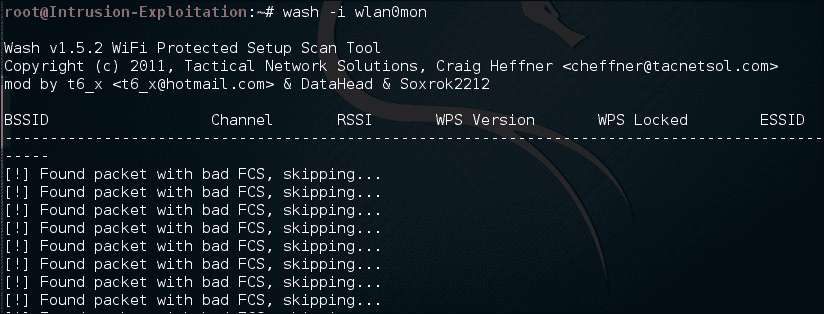 root@Intrusion-Exploitation:~# wash -i wlan0mon
Wash v1.5.2 WiFi Protected Setup Scan Tool
Copyright (c) 2011, Tactical Network Solutions, Craig Heffner <cheffner@tacnetsol.com>
mod by t6_x <t6_x@hotmail.com> & DataHead & Soxrok2212
BSSID Channel RSSI WPS Version WPS Locked ESSID
---------------------------------------------------------------------------------------------
-----
[!] Found packet with bad FCS, skipping...
[!] Found packet with bad FCS, skipping...
[!] Found packet with bad FCS, skipping...
[!] Found packet with bad FCS, skipping...
[!] Found packet with bad FCS, skipping...
[!] Found packet with bad FCS, skipping...
[!] Found packet with bad FCS, skipping...
[!] Found packet with bad FCS, skipping...